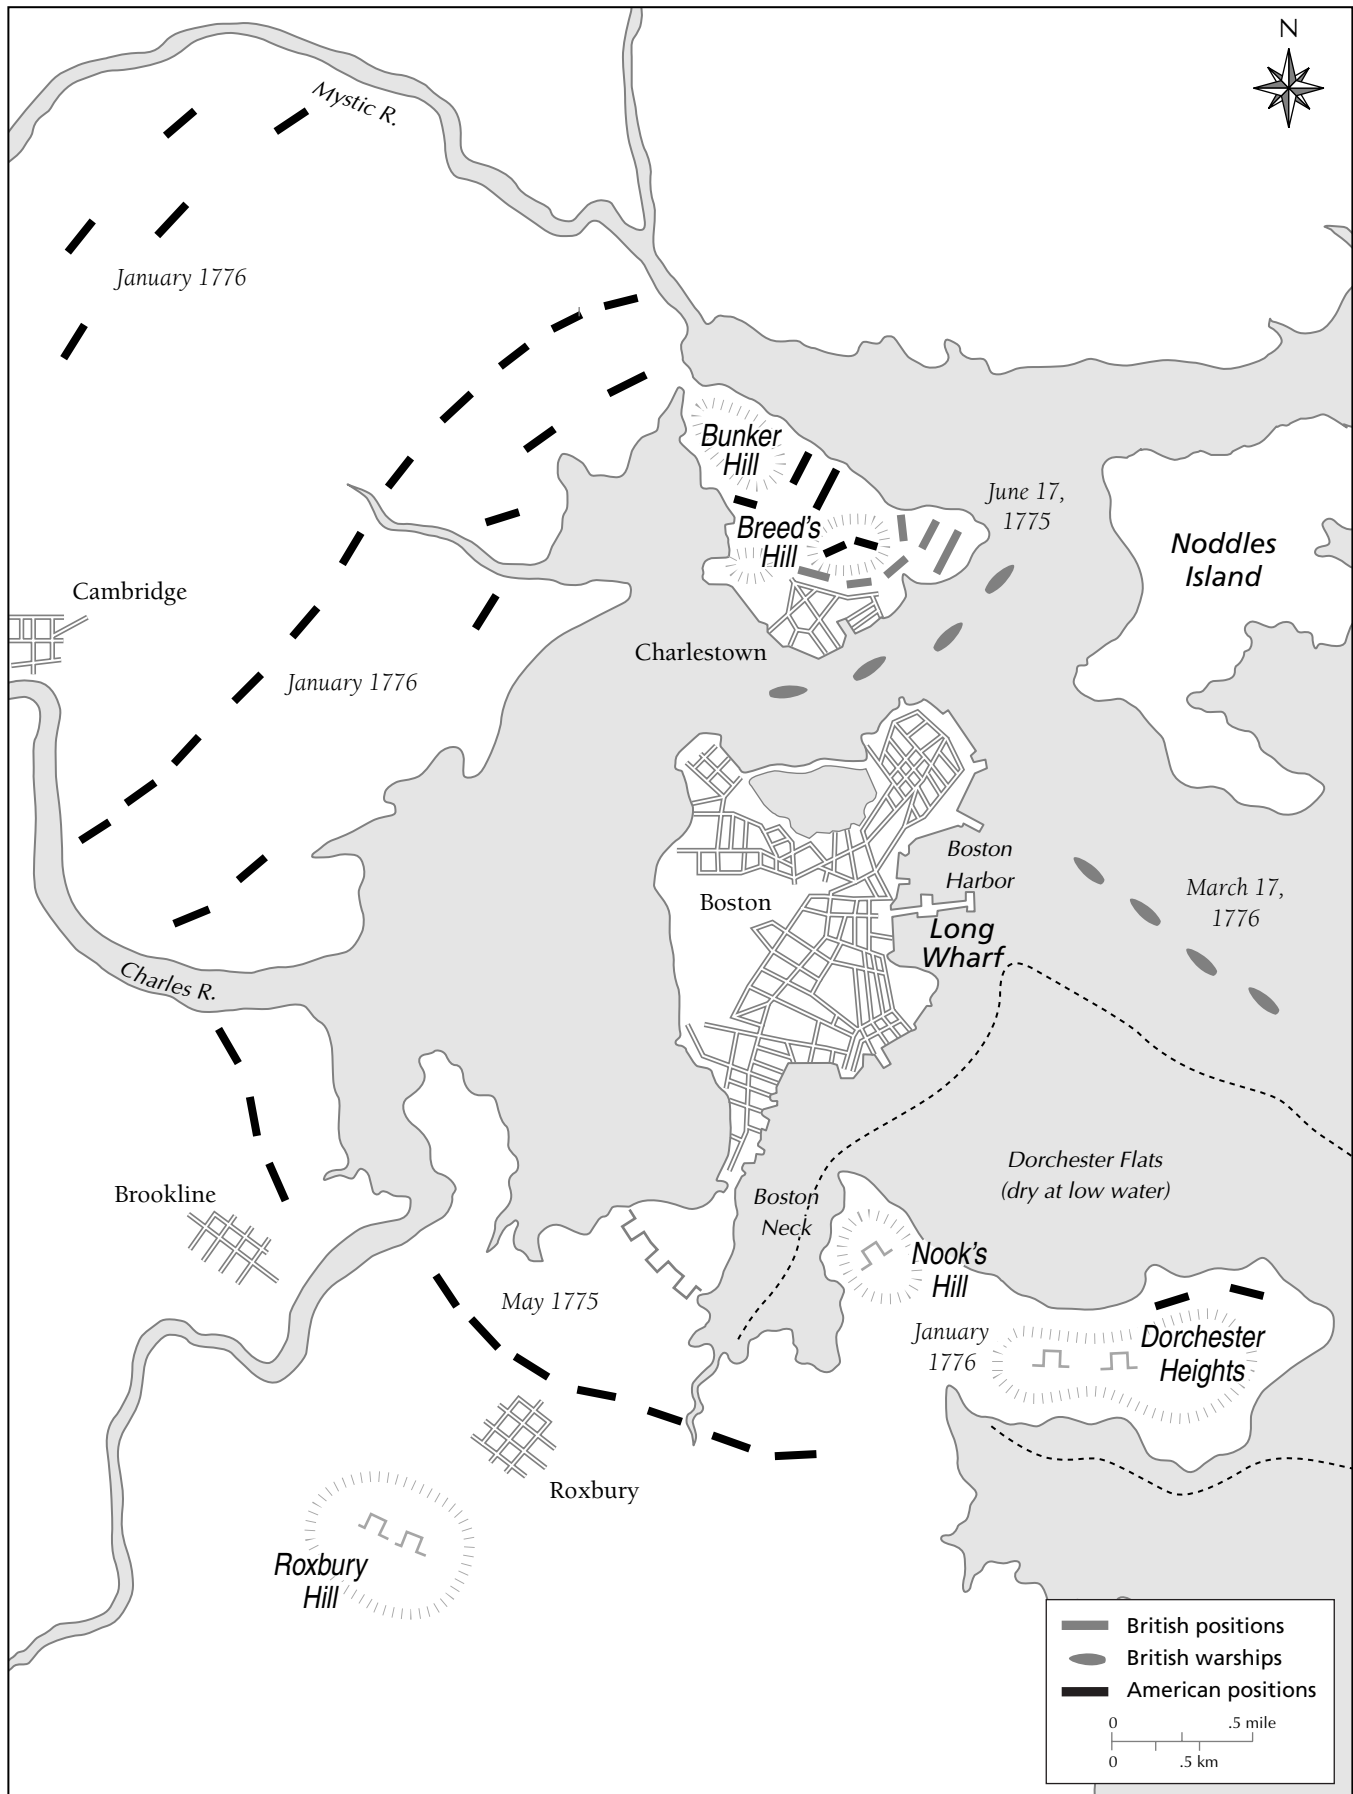 N
Mystic R.
January 1776
Bunker
Hill
June 17,
1775
Breed's
Hill
Noddles
Island
Cambridge
Charlestown
January 1776
Boston
Harbor
March 17,
1776
Boston
Long
Wharf
Charles R.
Dorchester Flats
(dry at low water)
Brookline
Boston
Neck
Nook's
Hill
May 1775
January
1776
Dorchester
Heights
Roxbury
Roxbury
Hill
British positions
British warships
American positions
0 .5 mile
0 .5 km